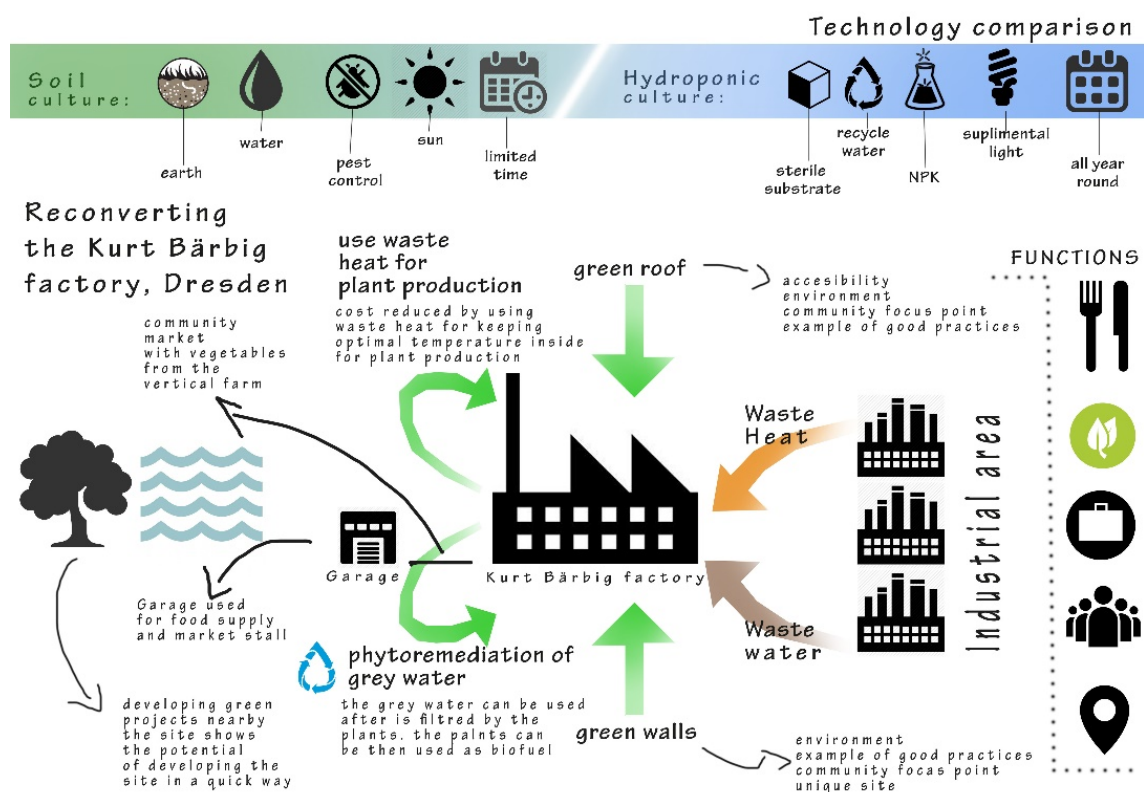 Technology comparison
Soil
culture:
earth
water
pest
control
sun
limited
time
Hydroponic
culture:
sterile
substrate
recycle
water
NPK
suplimental
light
all year
round
Reconverting
the Kurt Bärbig
factory, Dresden
community
market
with vegetables
from the
vertical farm
use waste
heat for
plant production
cost reduced by using
waste heat for keeping
optimal temperature inside
for plant production
green roof
accesibility
environment
community focus point
example of good practices
FUNCTIONS
Waste
Heat
Industrial area
Garage
Kurt Bärbig factory
Garage used
for food supply
and market stall
Waste
water
phytoremediation of
grey water
the grey water can be used
after is filtred by the
plants. the palnts can
be then used as biofuel
green walls
developing green
projects nearby
the site shows
the potential
of developing the
site in a quick way
environment
example of good practices
community focus point
unique site